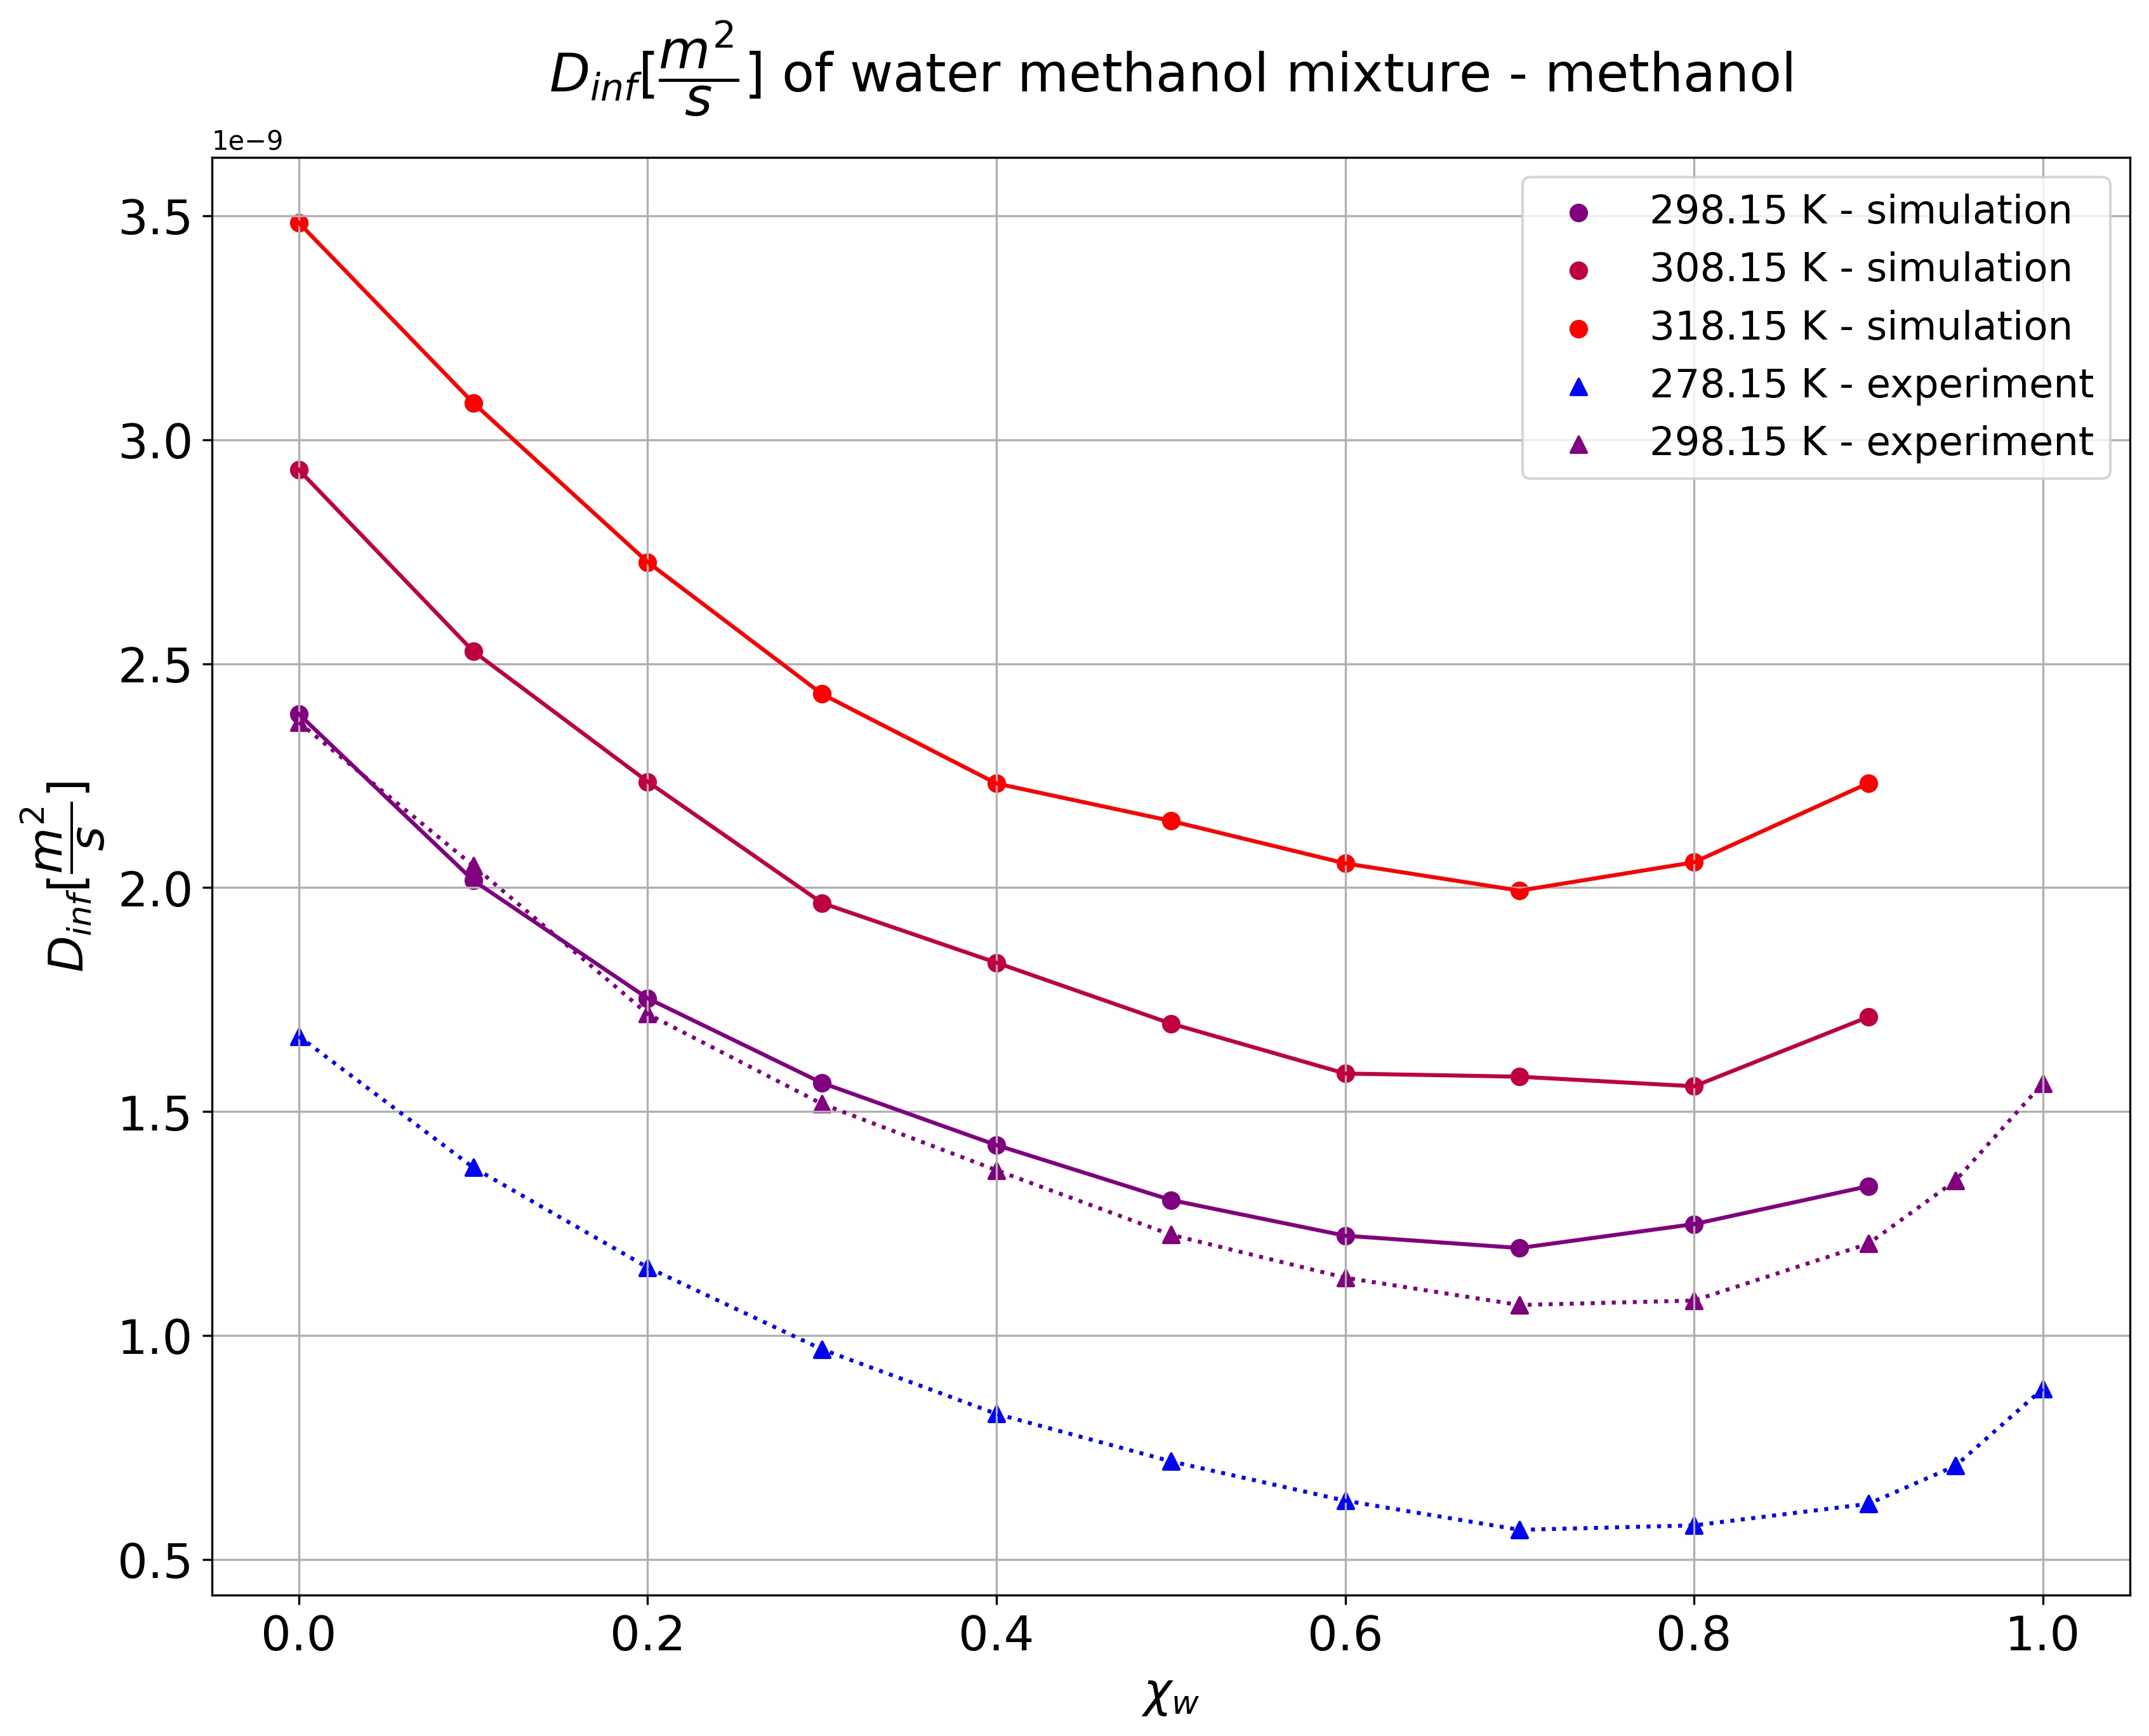 D_inf[m²/s] of water methanol mixture - methanol
1e−9
3.5
3.0
2.5
2.0
1.5
1.0
0.5
D_inf[m²/s]
298.15 K - simulation
308.15 K - simulation
318.15 K - simulation
278.15 K - experiment
298.15 K - experiment
0.0 0.2 0.4 0.6 0.8 1.0
χ_w